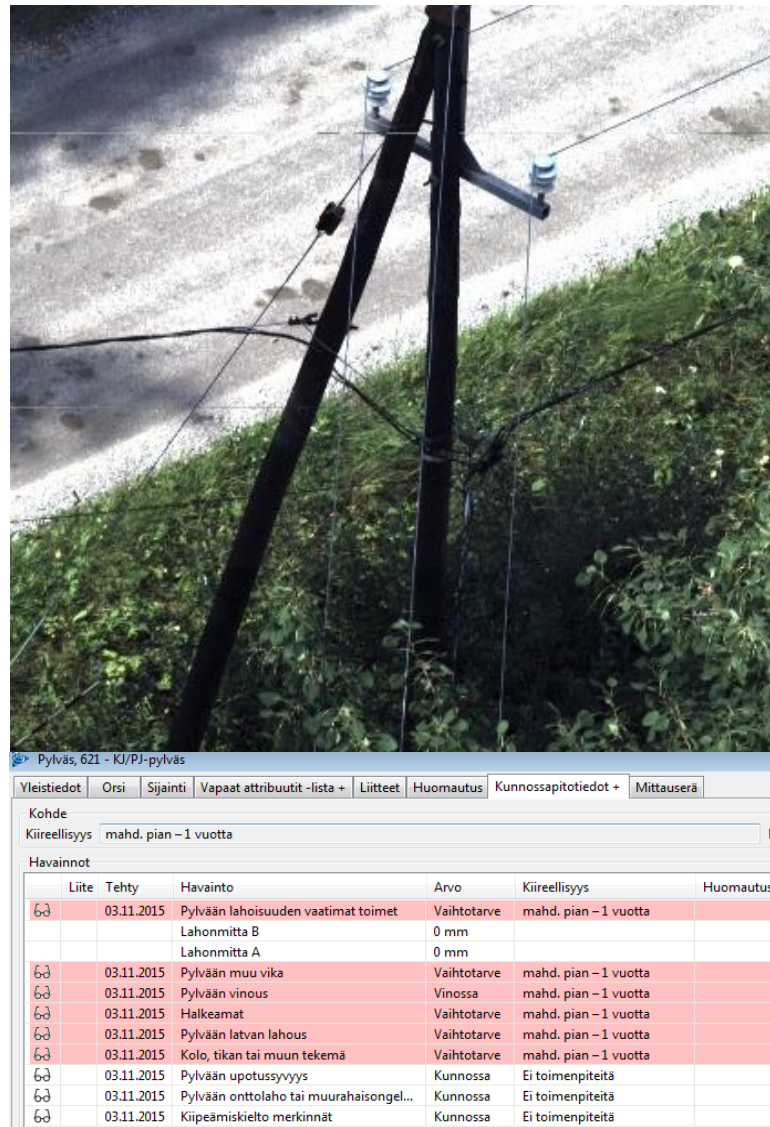 Pylväs, 621 - KJ/PJ-pylväs
Yleistiedot Orsi Sijainti Vapaat attribuutit -lista + Liitteet Huomautus Kunnossapitotiedot + Mittauserä
Kohde
Kiireellisyys mahd. pian – 1 vuotta
Havainnot
Liite Tehty Havainto Arvo Kiireellisyys Huomautus
03.11.2015 Pylvään lahoisuuden vaatimat toimet Vaihtotarve mahd. pian – 1 vuotta
Lahonmitta B 0 mm
Lahonmitta A 0 mm
03.11.2015 Pylvään muu vika Vaihtotarve mahd. pian – 1 vuotta
03.11.2015 Pylvään vinous Vinossa mahd. pian – 1 vuotta
03.11.2015 Halkeamat Vaihtotarve mahd. pian – 1 vuotta
03.11.2015 Pylvään latvan lahous Vaihtotarve mahd. pian – 1 vuotta
03.11.2015 Kolo, tikan tai muun tekemä Vaihtotarve mahd. pian – 1 vuotta
03.11.2015 Pylvään upotussyvyys Kunnossa Ei toimenpiteitä
03.11.2015 Pylvään onttolaho tai muurahaisongel... Kunnossa Ei toimenpiteitä
03.11.2015 Kiipeämiskielto merkinnät Kunnossa Ei toimenpiteitä